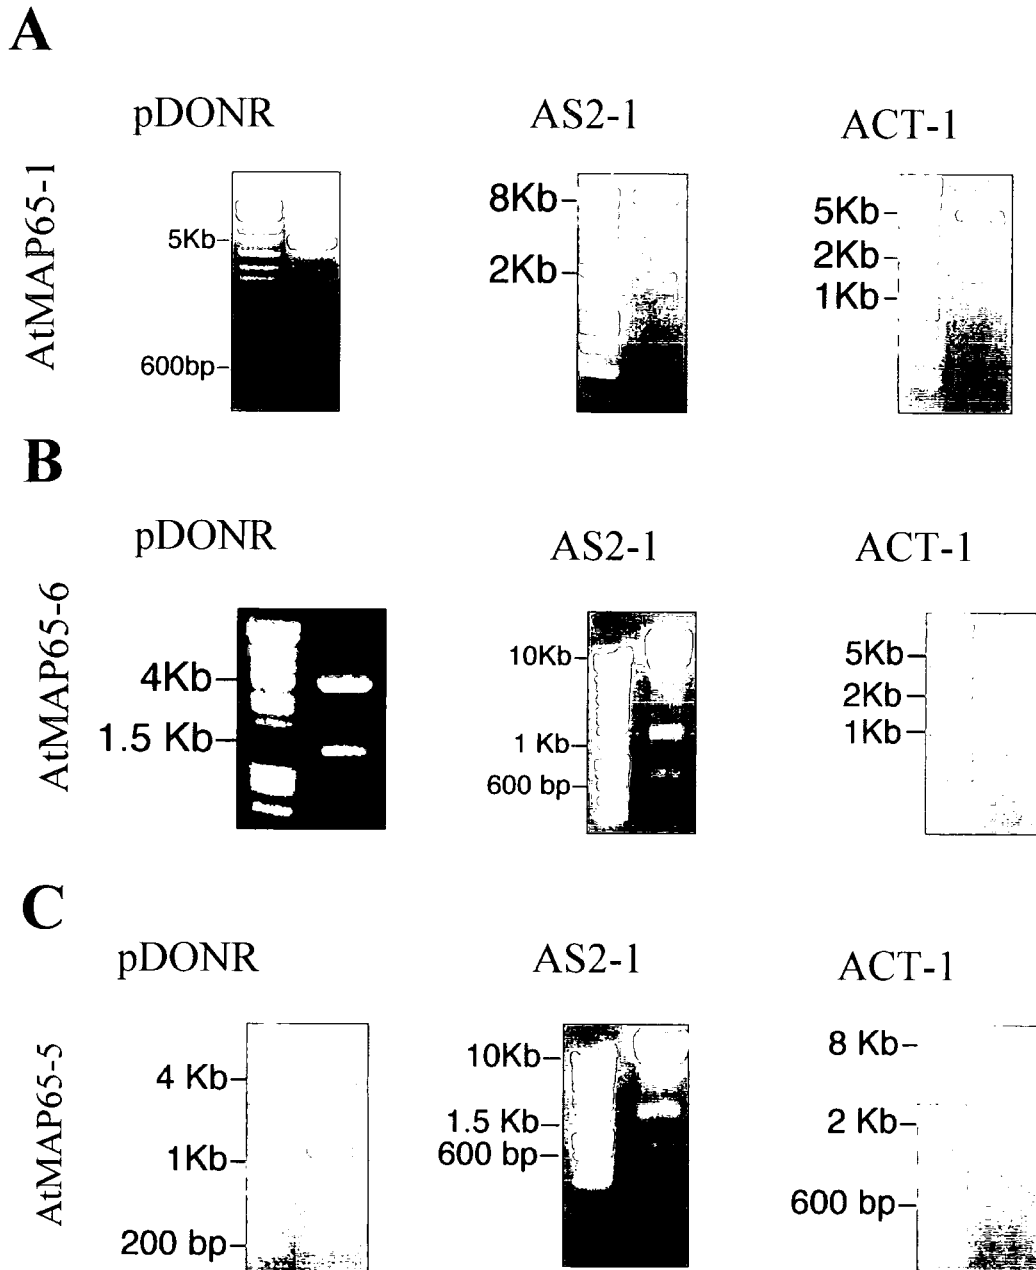 A
pDONR
AS2-1
ACT-1
AtMAP65-1
5Kb
600bp
8Kb
2Kb
5Kb
2Kb
1Kb
B
pDONR
AS2-1
ACT-1
AtMAP65-6
4Kb
1.5 Kb
10Kb
1 Kb
600 bp
5Kb
2Kb
1Kb
C
pDONR
AS2-1
ACT-1
AtMAP65-5
4 Kb
1Kb
200 bp
10Kb
1.5 Kb
600 bp
8 Kb
2 Kb
600 bp